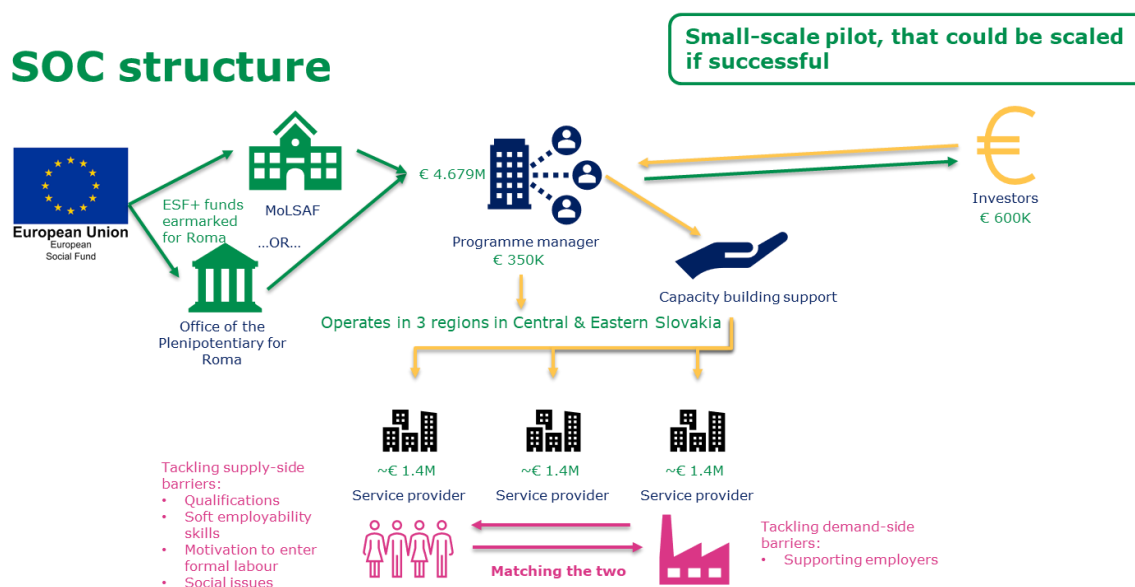 SOC structure
Small-scale pilot, that could be scaled
if successful
European Union
European
Social Fund
ESF+ funds
earmarked
for Roma
MoLSAF
...OR...
Office of the
Plenipotentiary for
Roma
€ 4.679M
Programme manager
€ 350K
Investors
€ 600K
Capacity building support
Operates in 3 regions in Central & Eastern Slovakia
~€ 1.4M
Service provider
~€ 1.4M
Service provider
~€ 1.4M
Service provider
Tackling supply-side
barriers:
• Qualifications
• Soft employability
skills
• Motivation to enter
formal labour
• Social issues
Matching the two
Tackling demand-side
barriers:
• Supporting employers